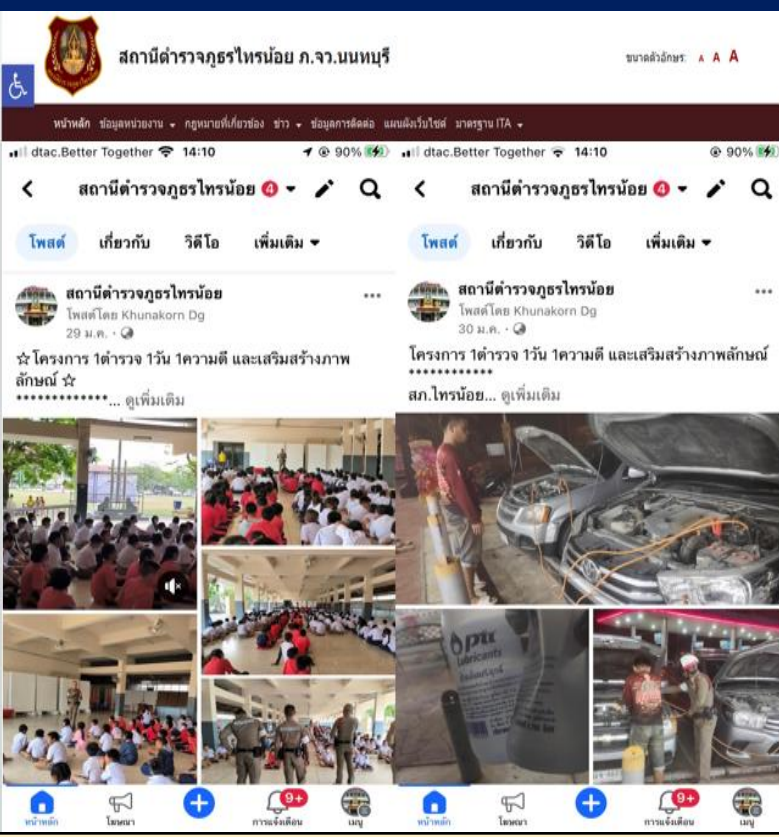 สถานีตำรวจภูธรไทรน้อย ภ.จว.นนทบุรี
ขนาดตัวอักษร: A A A
หน้าหลัก ข้อมูลหน่วยงาน กฎหมายที่เกี่ยวข้อง ข่าว ข้อมูลการติดต่อ แผนผังเว็บไซต์ มาตรฐาน ITA
dtac.Better Together 14:10 90%
สถานีตำรวจภูธรไทรน้อย 4
โพสต์ เกี่ยวกับ วิดีโอ เพิ่มเติม
สถานีตำรวจภูธรไทรน้อย
โพสต์โดย Khunakorn Dg
29 ม.ค. ·
☆โครงการ 1ตำรวจ 1วัน 1ความดี และเสริมสร้างภาพ
ลักษณ์ ☆
*************... ดูเพิ่มเติม
หน้าหลัก โฆษณา การแจ้งเตือน 9+ เมนู
dtac.Better Together 14:10 90%
สถานีตำรวจภูธรไทรน้อย 4
โพสต์ เกี่ยวกับ วิดีโอ เพิ่มเติม
สถานีตำรวจภูธรไทรน้อย
โพสต์โดย Khunakorn Dg
30 ม.ค. ·
โครงการ 1ตำรวจ 1วัน 1ความดี และเสริมสร้างภาพลักษณ์
************
สภ.ไทรน้อย... ดูเพิ่มเติม
ptt
lubricants
หน้าหลัก โฆษณา การแจ้งเตือน 9+ เมนู